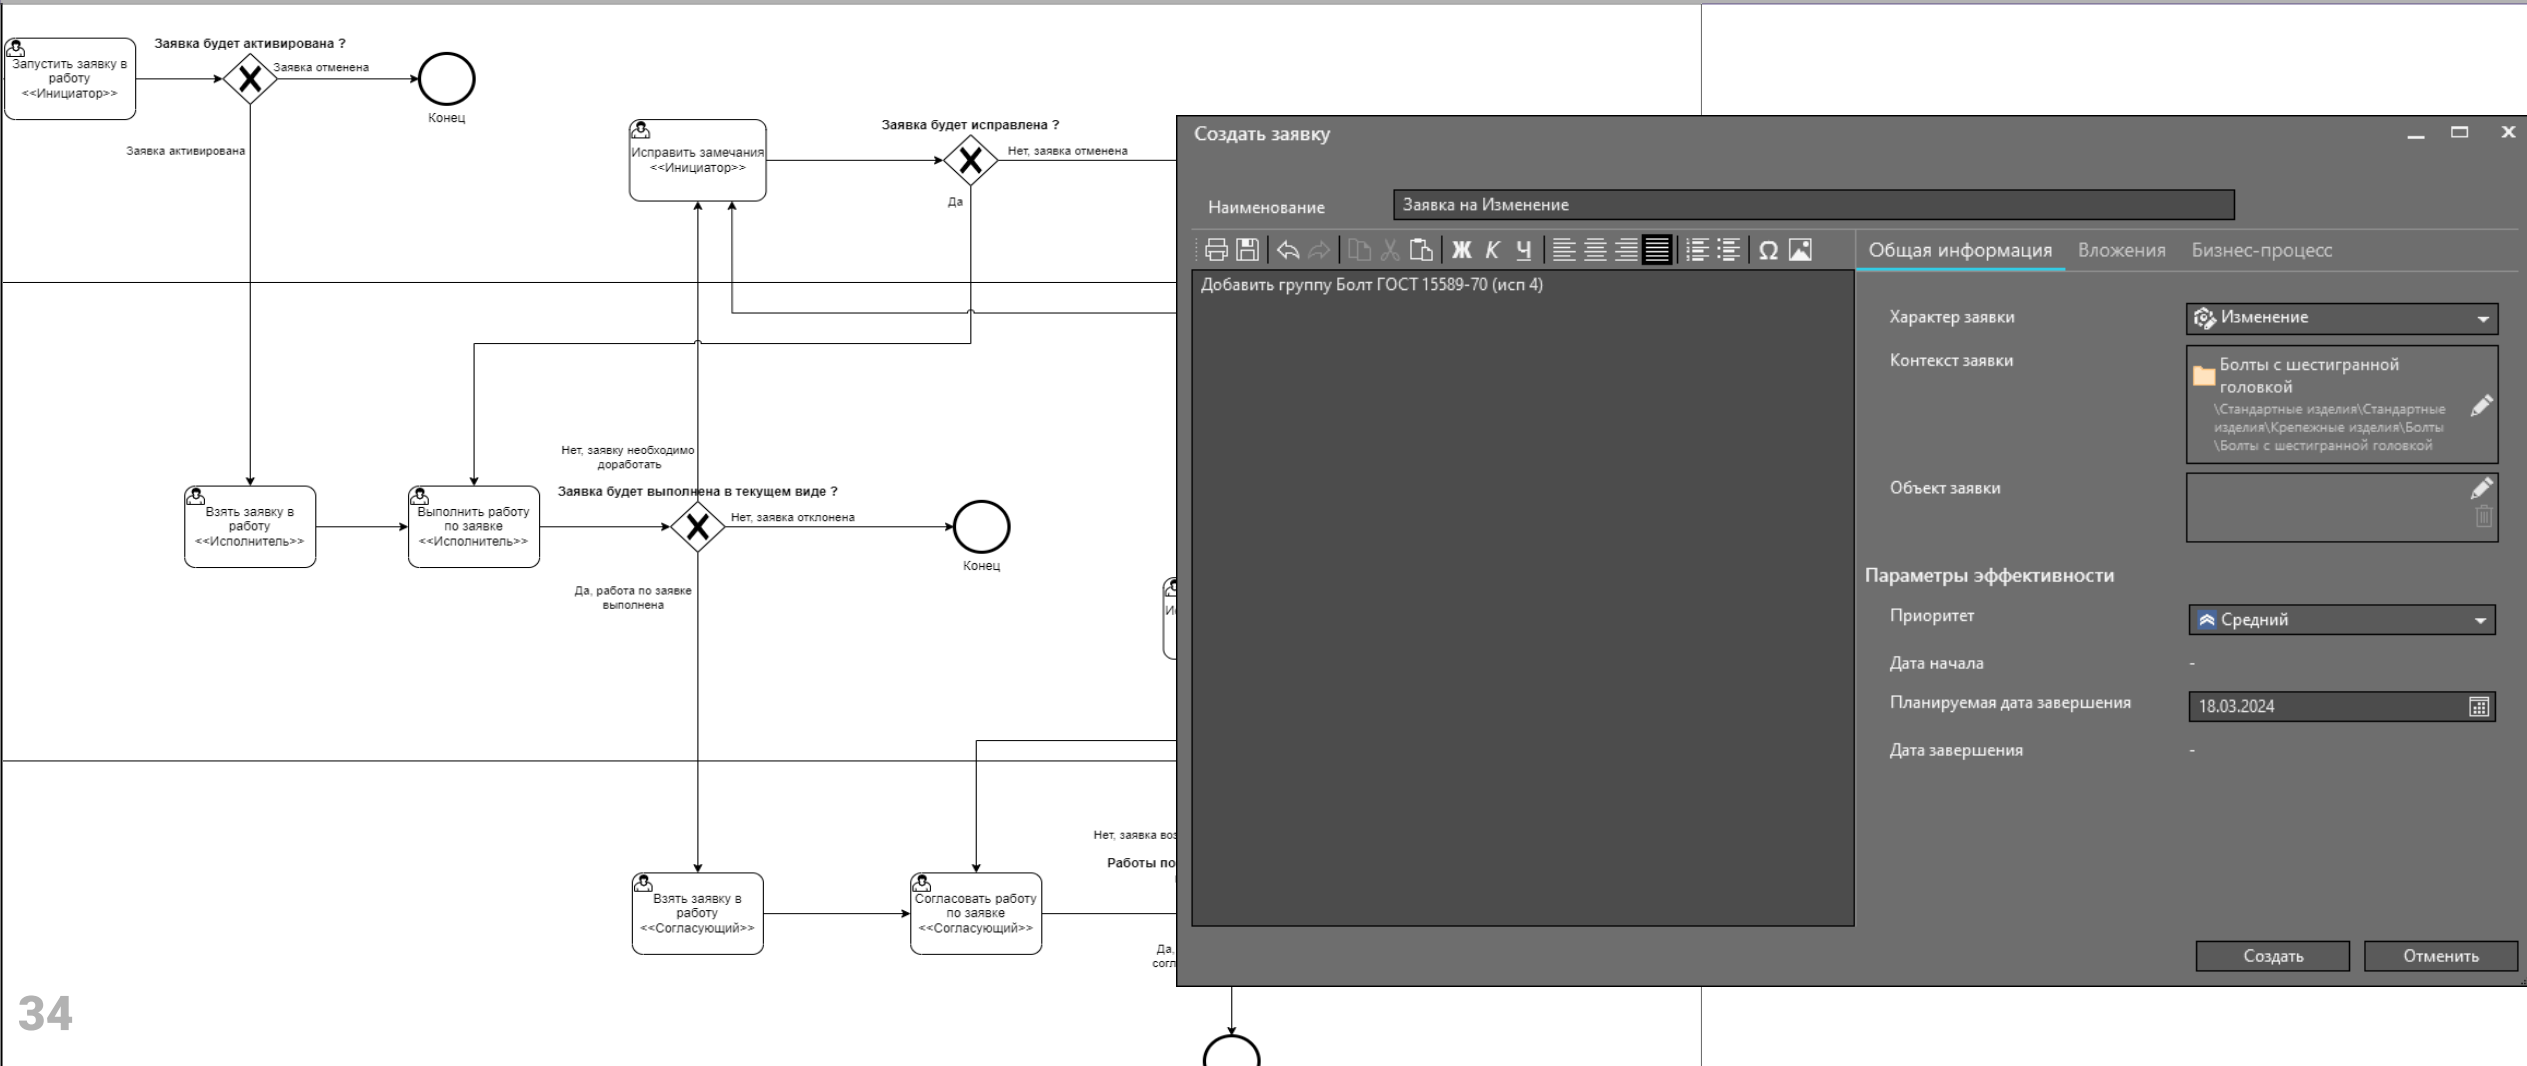 Заявка будет активирована ?
Запустить заявку в
работу
<<Инициатор>>
Заявка отменена
Конец
Заявка активирована
Исправить замечания
<<Инициатор>>
Заявка будет исправлена ?
Нет, заявка отменена
Да
Нет, заявку необходимо
доработать
Заявка будет выполнена в текущем виде ?
Взять заявку в
работу
<<Исполнитель>>
Выполнить работу
по заявке
<<Исполнитель>>
Нет, заявка отклонена
Конец
Да, работа по заявке
выполнена
Нет, заявка
Работы по
Взять заявку в
работу
<<Согласующий>>
Согласовать работу
по заявке
<<Согласующий>>
Да,
34
Создать заявку
Наименование
Заявка на Изменение
Ж К Ч
Ω
Добавить группу Болт ГОСТ 15589-70 (исп 4)
Общая информация Вложения Бизнес-процесс
Характер заявки
Изменение
Контекст заявки
Болты с шестигранной
головкой
\Стандартные изделия\Стандартные
изделия\Крепежные изделия\Болты
\Болты с шестигранной головкой
Объект заявки
Параметры эффективности
Приоритет
Средний
Дата начала
-
Планируемая дата завершения
18.03.2024
Дата завершения
-
Создать
Отменить